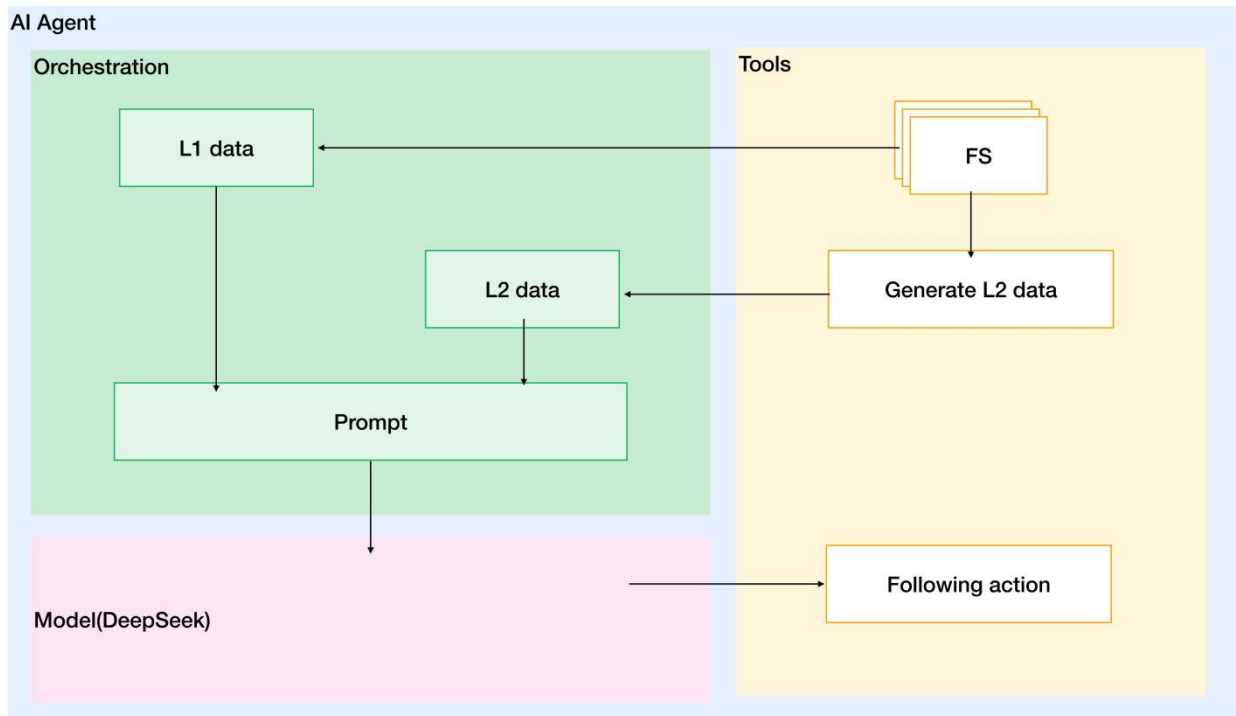 AI Agent
Orchestration
Tools
L1 data
FS
L2 data
Generate L2 data
Prompt
Following action
Model(DeepSeek)